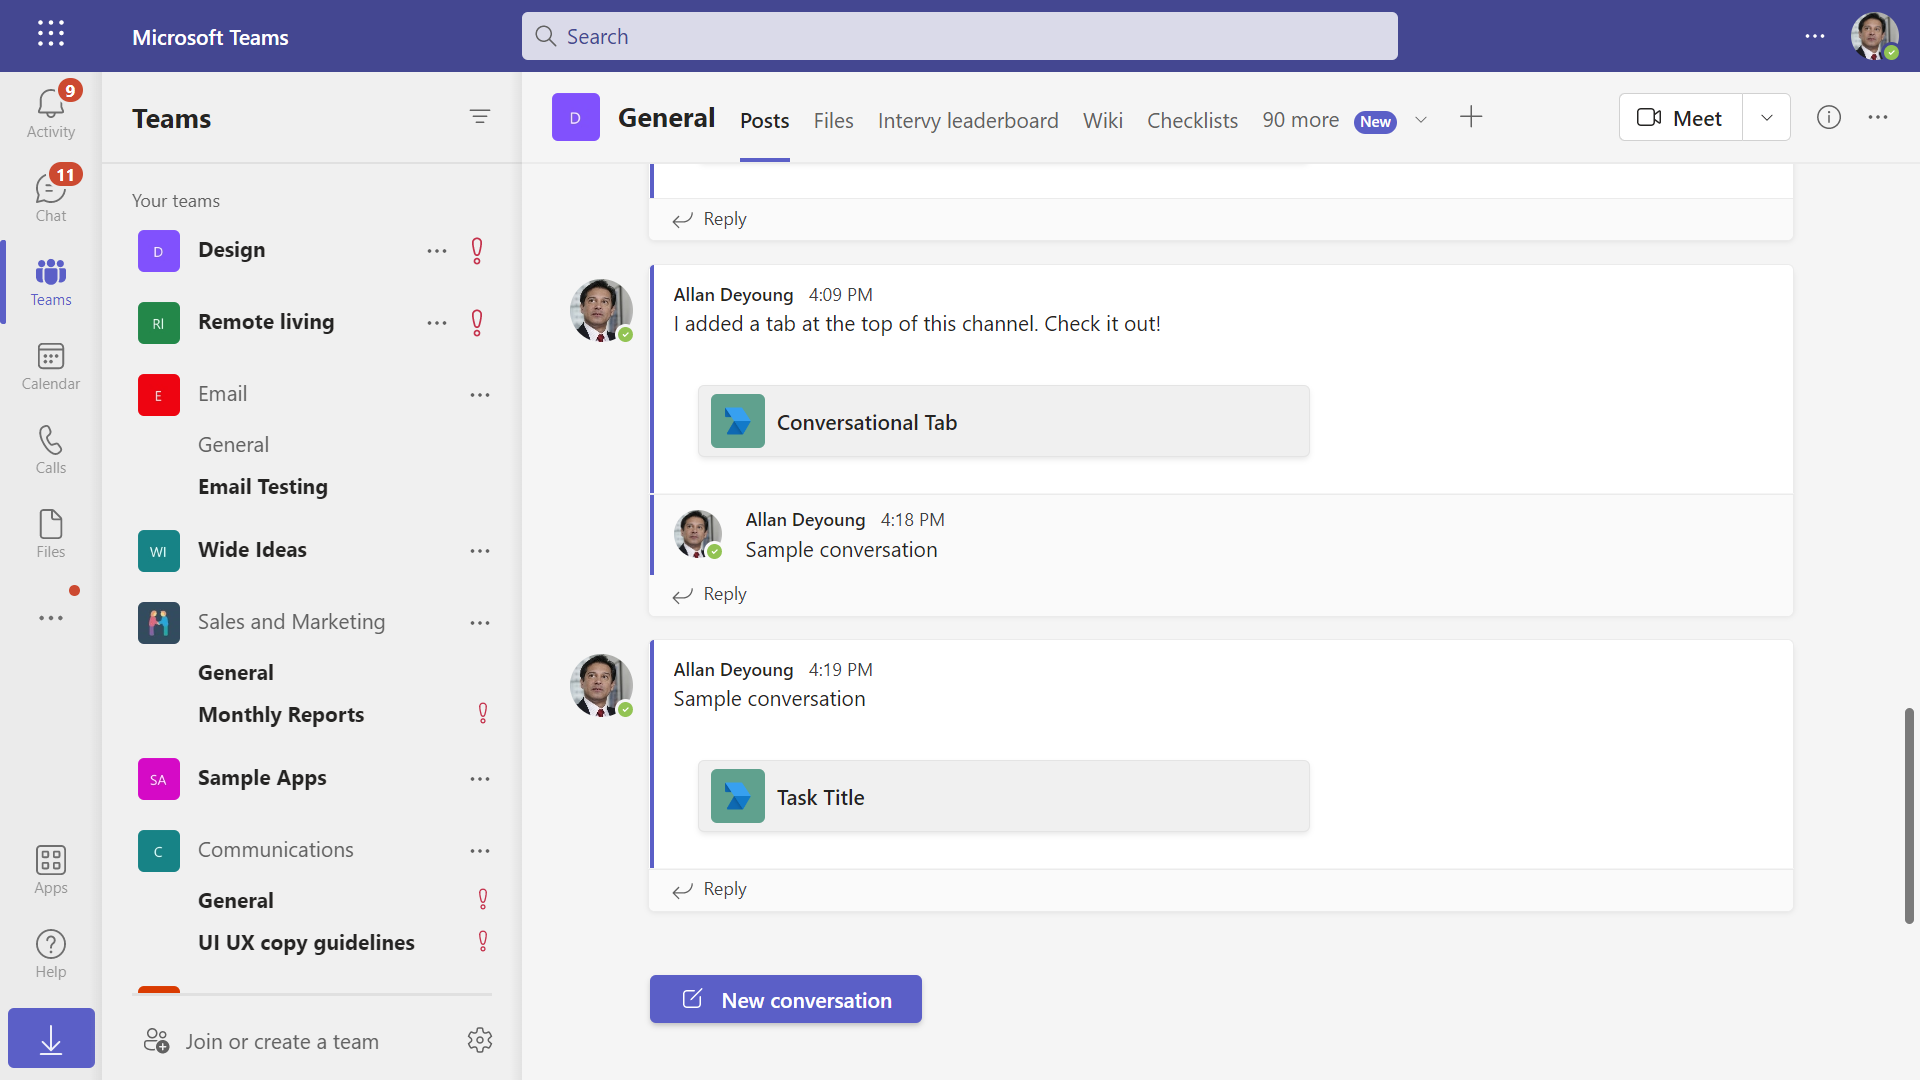 Microsoft Teams
Search
9
Activity
11
Chat
Teams
Calendar
Calls
Files
Apps
Help
Teams
Your teams
D Design
RI Remote living
E Email
General
Email Testing
WI Wide Ideas
Sales and Marketing
General
Monthly Reports
SA Sample Apps
C Communications
General
UI UX copy guidelines
Join or create a team
D General Posts Files Intervy leaderboard Wiki Checklists 90 more New
Meet
Reply
Allan Deyoung 4:09 PM
I added a tab at the top of this channel. Check it out!
Conversational Tab
Allan Deyoung 4:18 PM
Sample conversation
Reply
Allan Deyoung 4:19 PM
Sample conversation
Task Title
Reply
New conversation